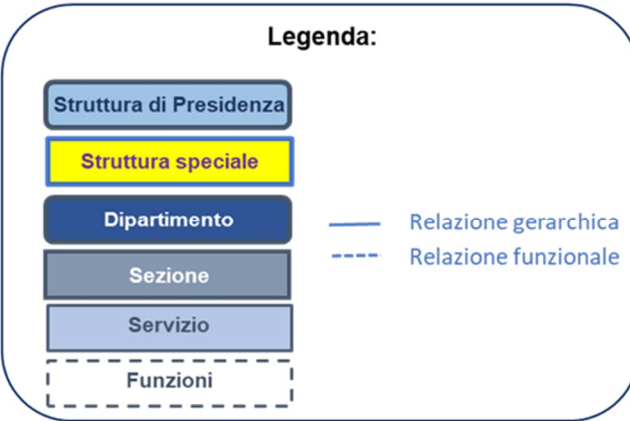 Legenda:
Struttura di Presidenza
Struttura speciale
Dipartimento
Sezione
Servizio
Funzioni
Relazione gerarchica
Relazione funzionale